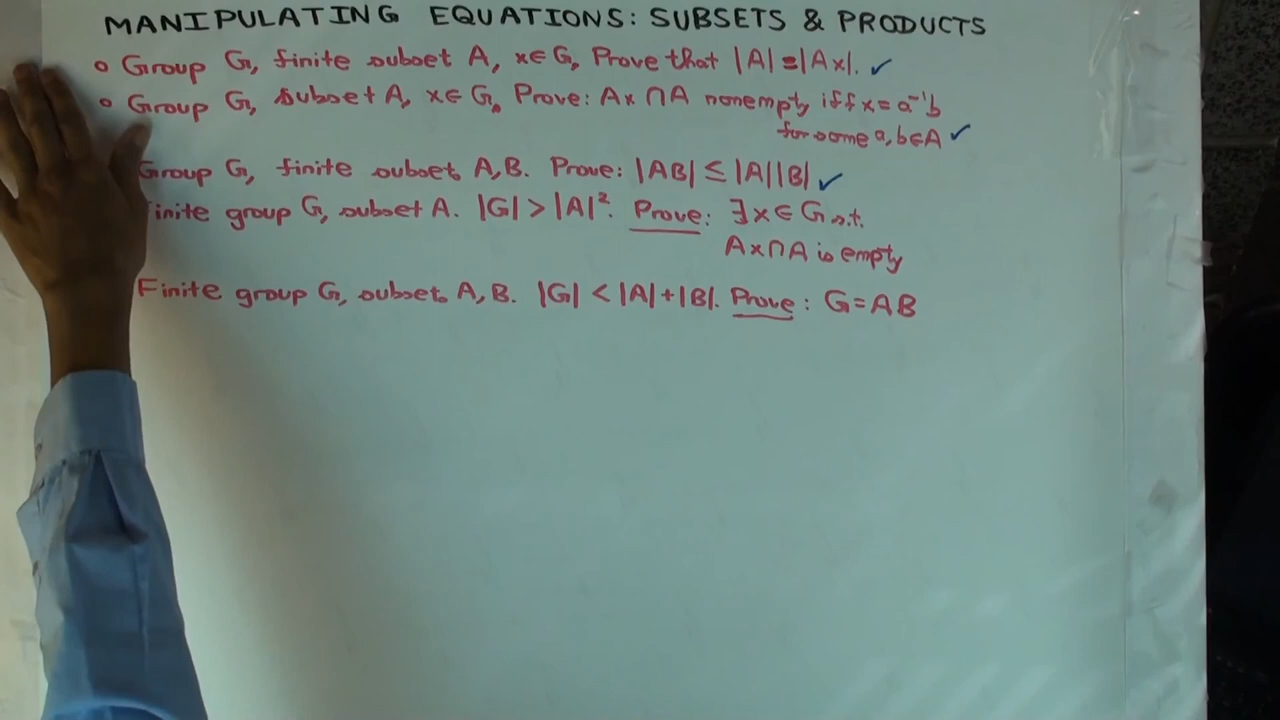 MANIPULATING EQUATIONS: SUBSETS & PRODUCTS
o Group G, finite subset A, x∈G, Prove that |A|=|Ax|. ✓
o Group G, subset A, x∈G. Prove: Ax ∩ A nonempty iff x=a⁻¹b
for some a, b∈A ✓
Group G, finite subset A,B. Prove: |AB| ≤ |A||B| ✓
inite group G, subset A. |G| > |A|². Prove: ∃x∈G s.t.
Ax∩A is empty
Finite group G, subset A, B. |G| < |A|+|B|. Prove: G=AB